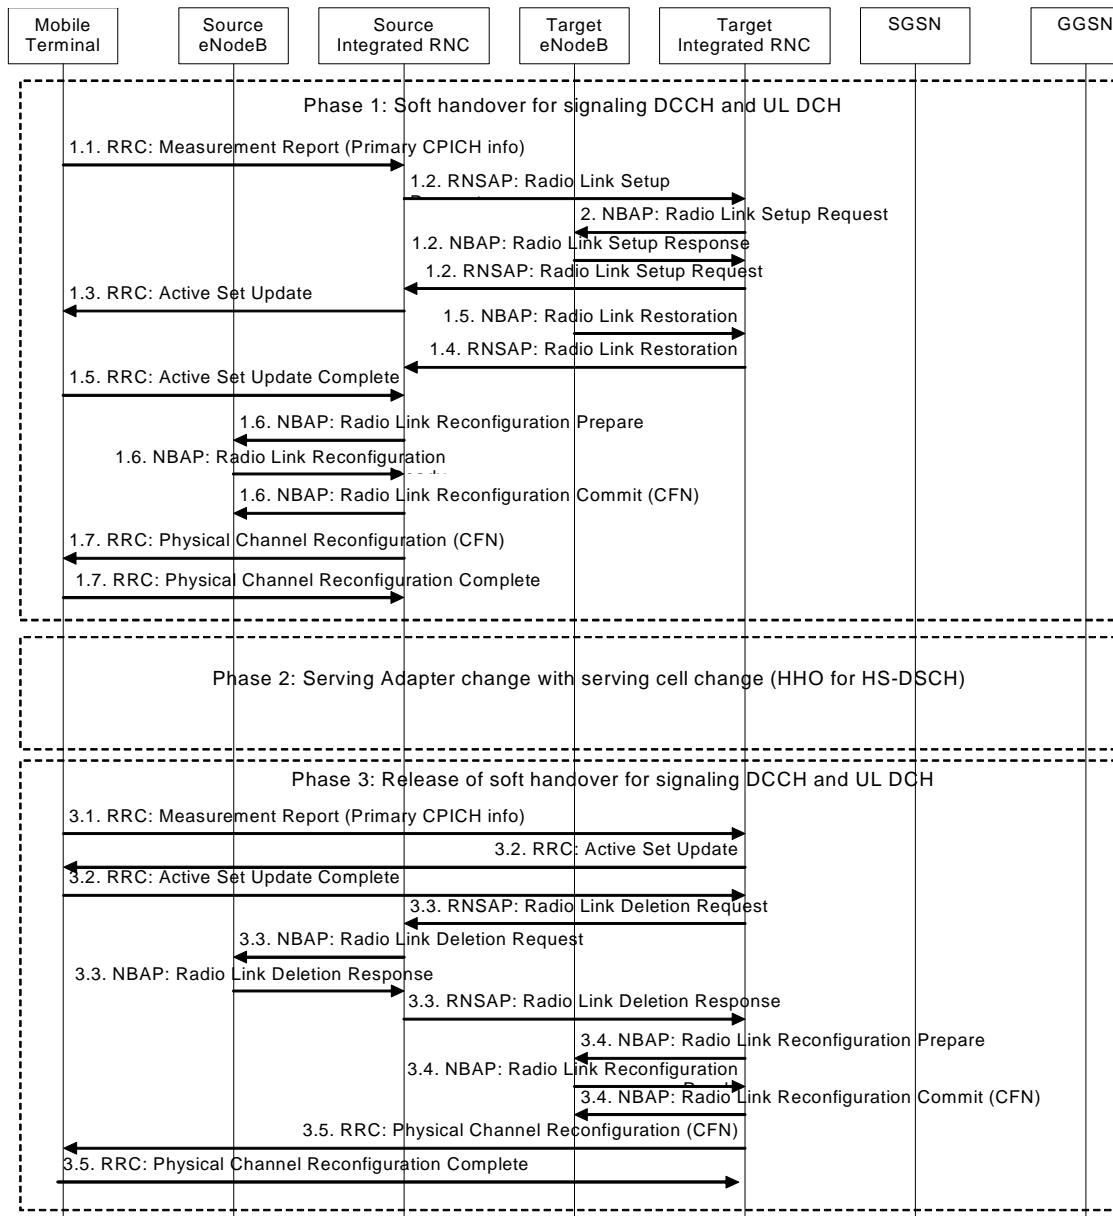 Mobile
Terminal
Source
eNodeB
Source
Integrated RNC
Target
eNodeB
Target
Integrated RNC
SGSN
GGSN
Phase 1: Soft handover for signaling DCCH and UL DCH
1.1. RRC: Measurement Report (Primary CPICH info)
1.2. RNSAP: Radio Link Setup
2. NBAP: Radio Link Setup Request
1.2. NBAP: Radio Link Setup Response
1.2. RNSAP: Radio Link Setup Request
1.3. RRC: Active Set Update
1.5. NBAP: Radio Link Restoration
1.4. RNSAP: Radio Link Restoration
1.5. RRC: Active Set Update Complete
1.6. NBAP: Radio Link Reconfiguration Prepare
1.6. NBAP: Radio Link Reconfiguration
1.6. NBAP: Radio Link Reconfiguration Commit (CFN)
1.7. RRC: Physical Channel Reconfiguration (CFN)
1.7. RRC: Physical Channel Reconfiguration Complete
Phase 2: Serving Adapter change with serving cell change (HHO for HS-DSCH)
Phase 3: Release of soft handover for signaling DCCH and UL DCH
3.1. RRC: Measurement Report (Primary CPICH info)
3.2. RRC: Active Set Update
3.2. RRC: Active Set Update Complete
3.3. RNSAP: Radio Link Deletion Request
3.3. NBAP: Radio Link Deletion Request
3.3. NBAP: Radio Link Deletion Response
3.3. RNSAP: Radio Link Deletion Response
3.4. NBAP: Radio Link Reconfiguration Prepare
3.4. NBAP: Radio Link Reconfiguration
3.4. NBAP: Radio Link Reconfiguration Commit (CFN)
3.5. RRC: Physical Channel Reconfiguration (CFN)
3.5. RRC: Physical Channel Reconfiguration Complete